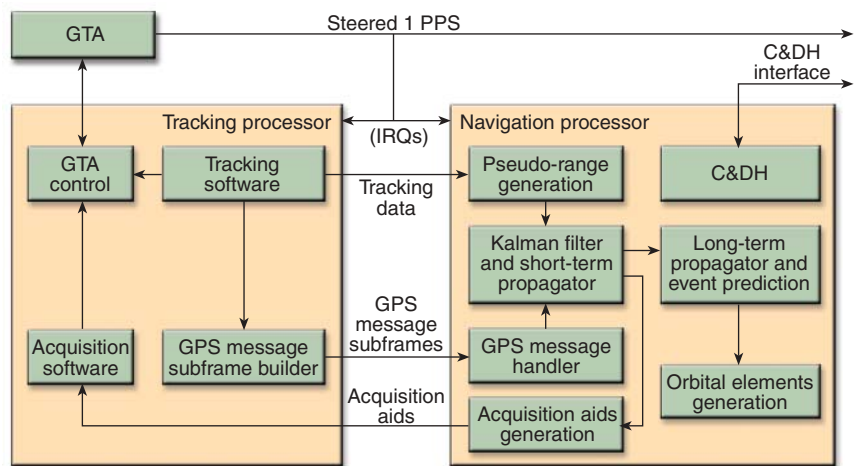 GTA
Steered 1 PPS
C&DH
interface
Tracking processor
(IRQs)
Navigation processor
GTA
control
Tracking
software
Tracking
data
Pseudo-range
generation
C&DH
Kalman filter
and short-term
propagator
Long-term
propagator and
event prediction
Acquisition
software
GPS message
subframe builder
GPS
message
subframes
GPS message
handler
Orbital elements
generation
Acquisition
aids
Acquisition aids
generation